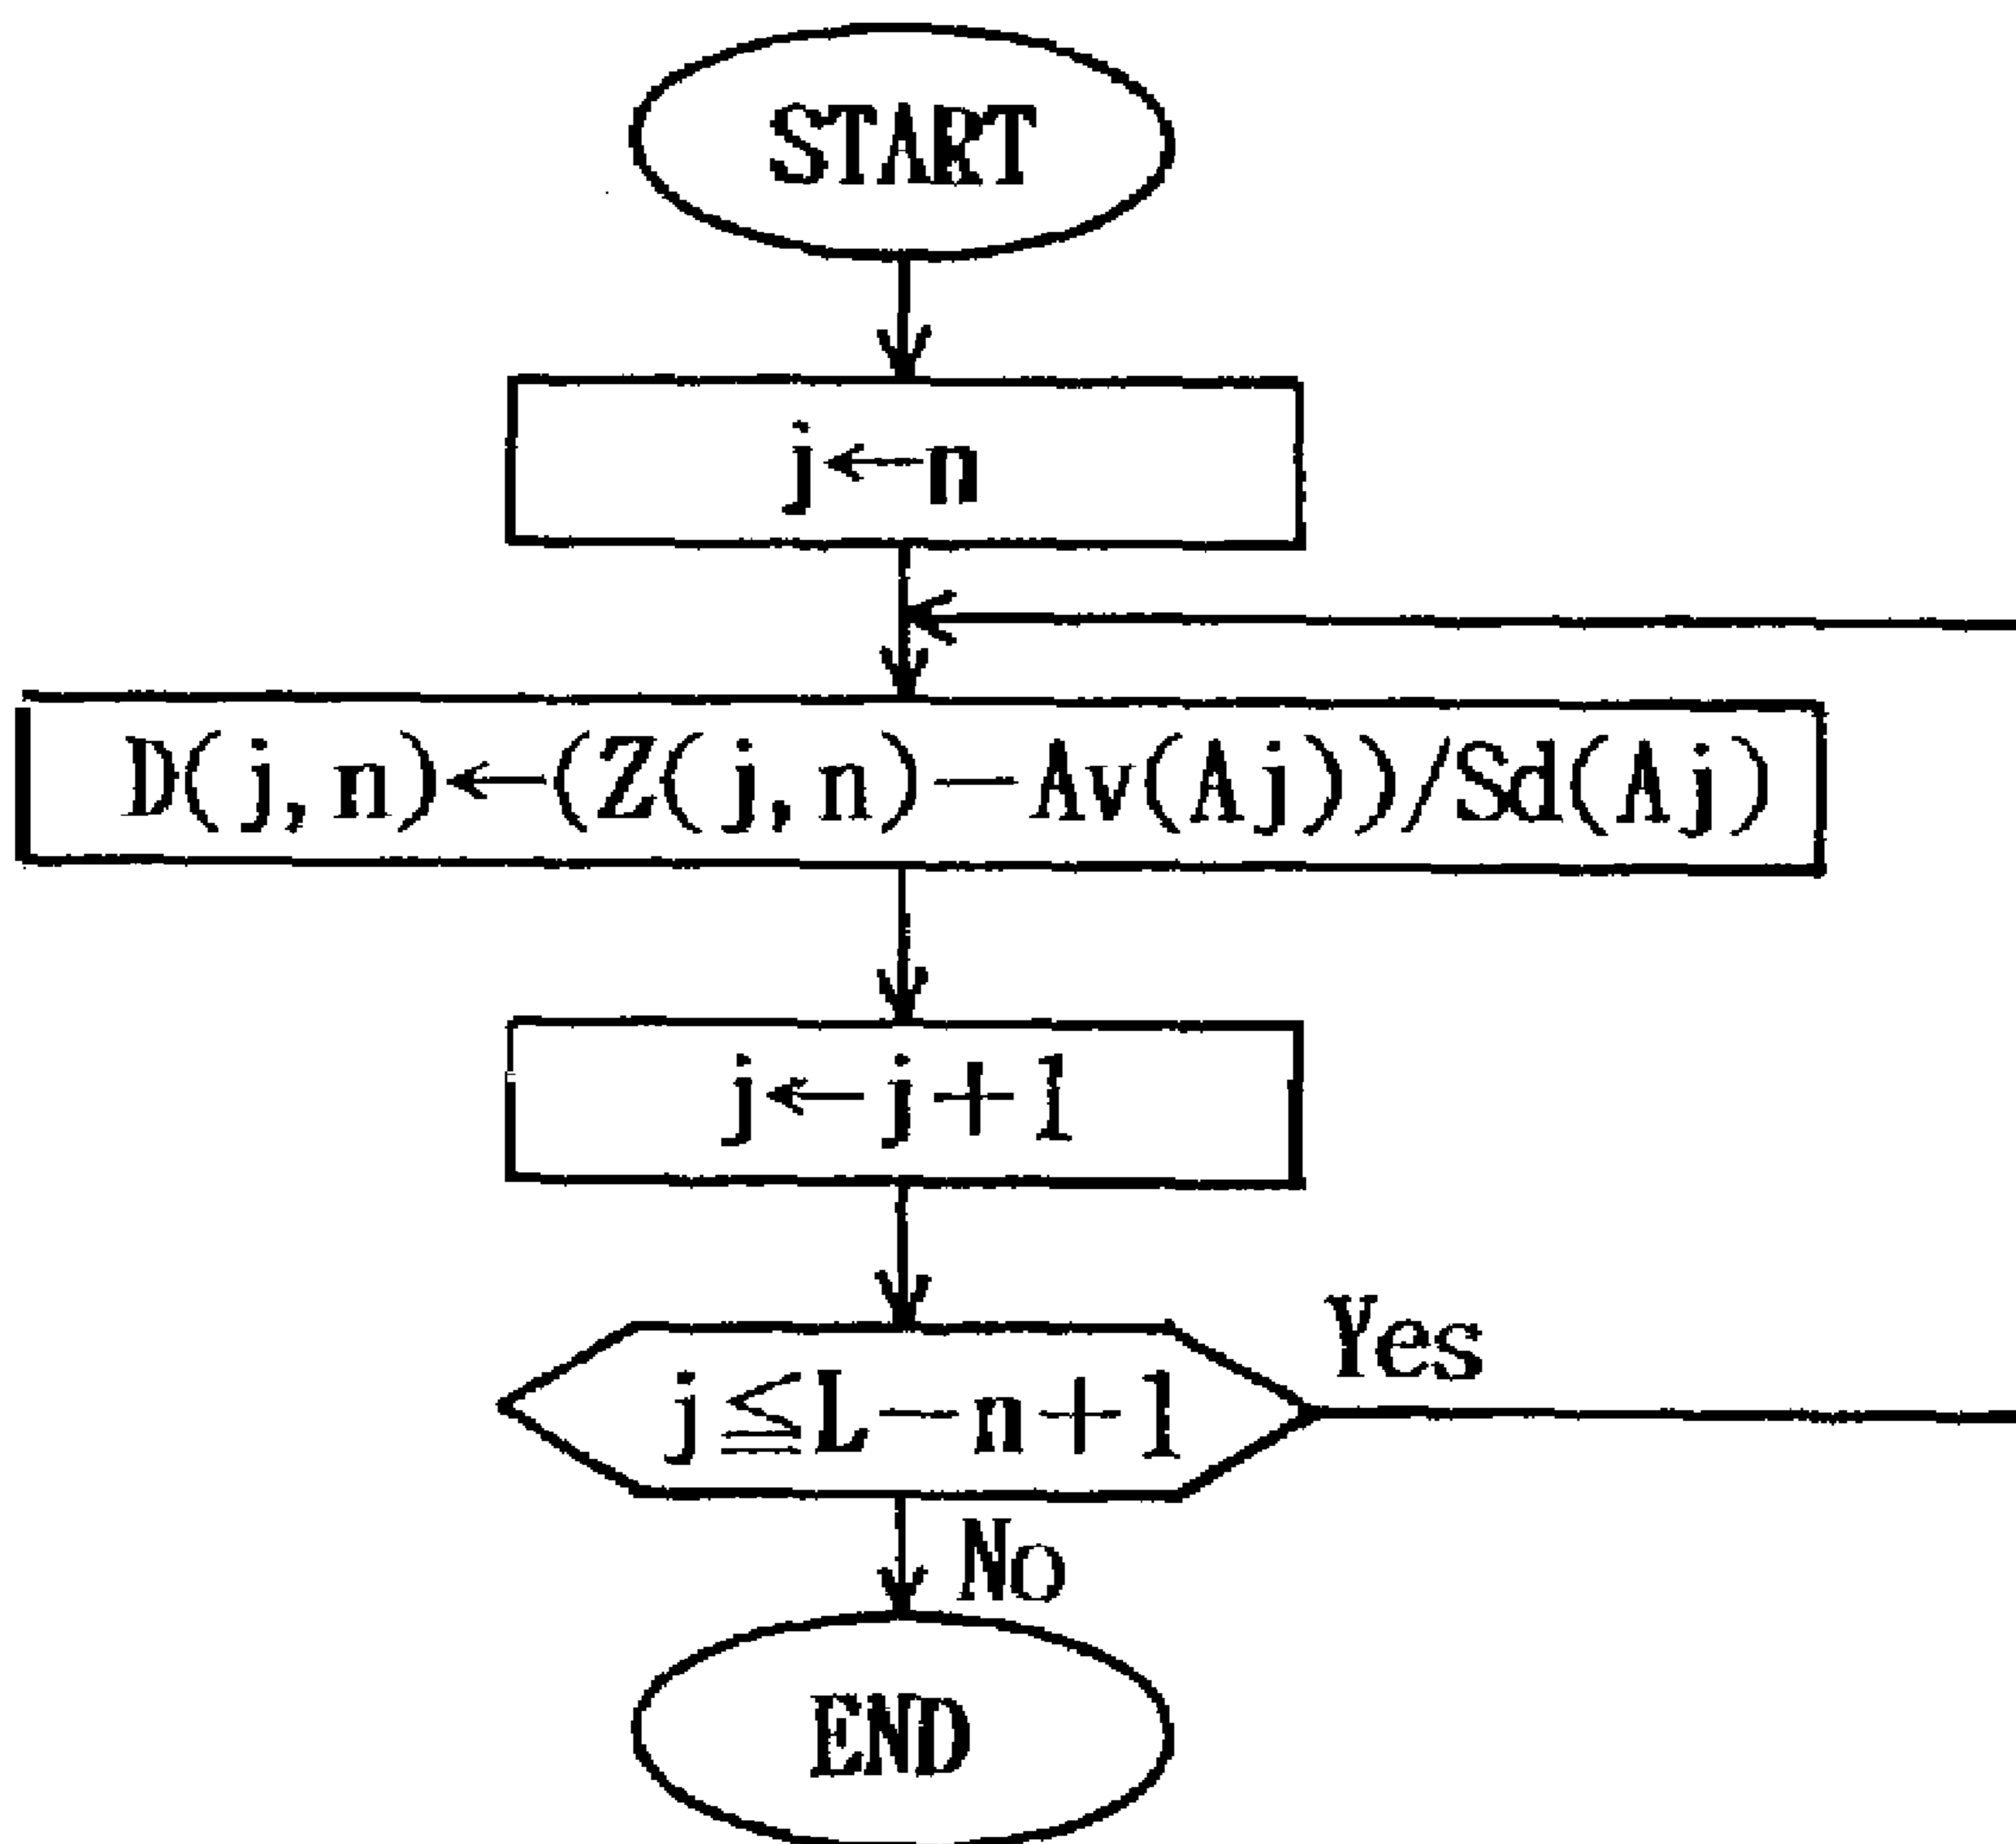 START
j←n
D(j,n)←(Z(j,n)−Av(Aj))/Sd(Aj)
j←j+1
j≦L−n+1
Yes
No
END